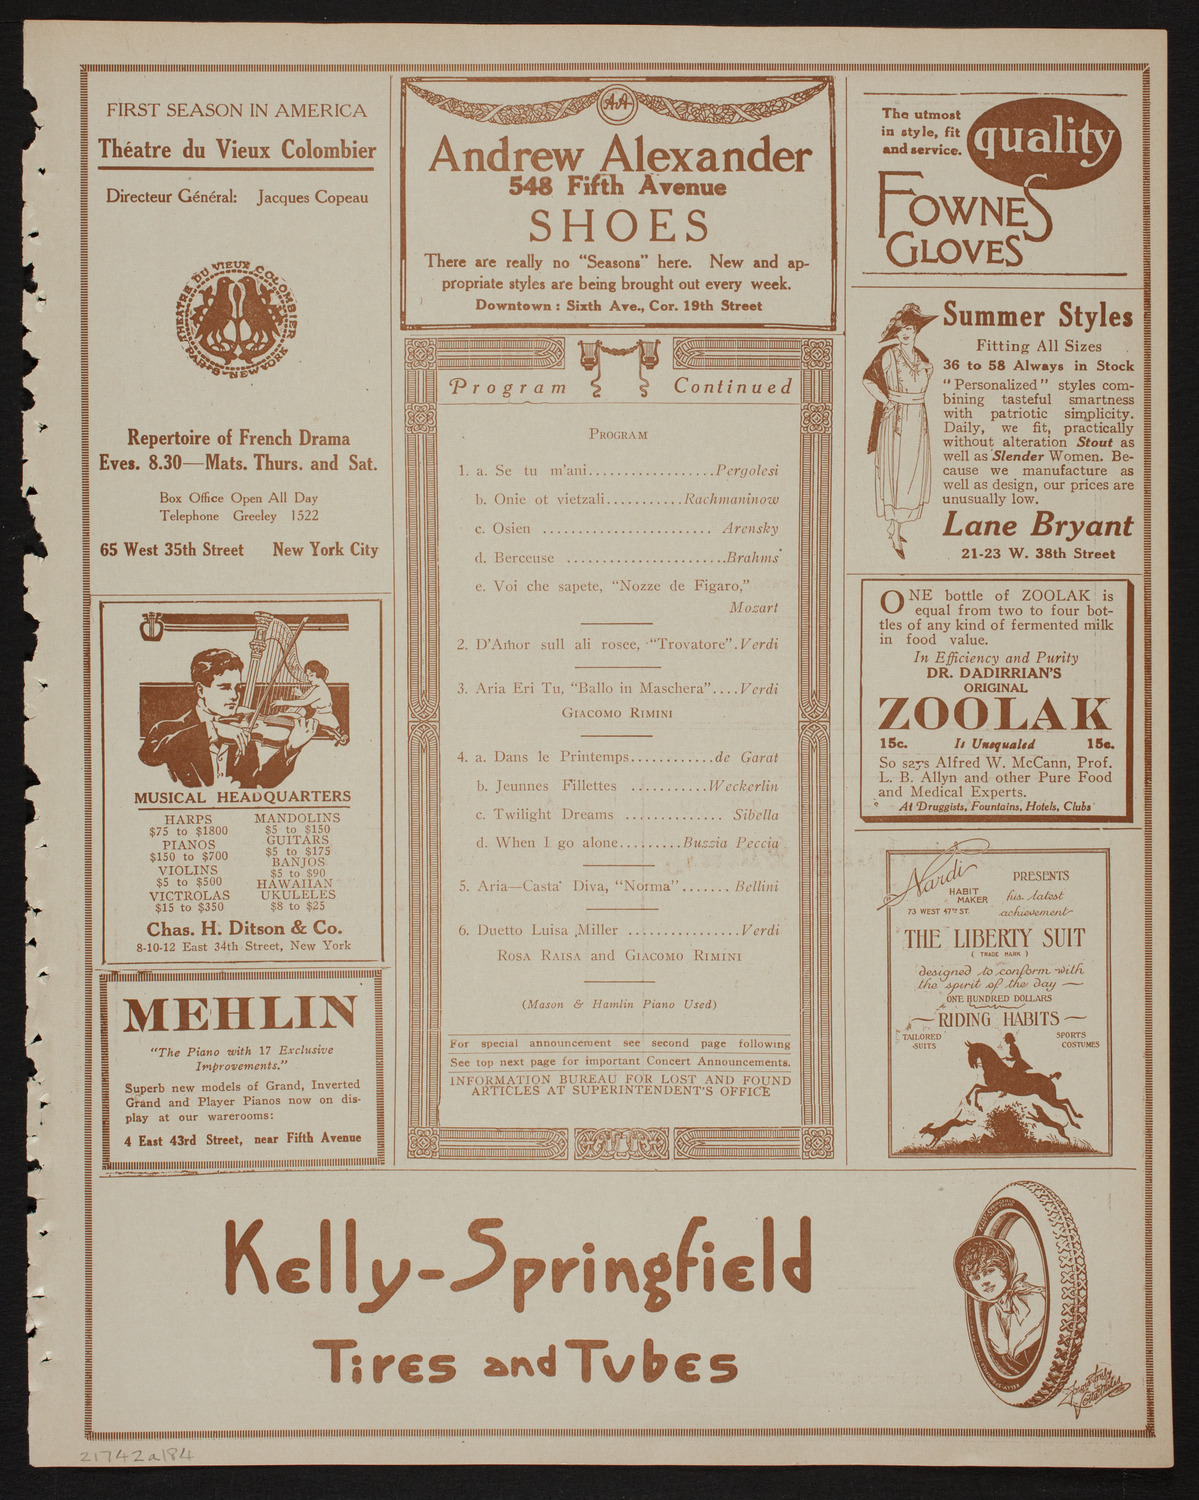 FIRST SEASON IN AMERICA
Théatre du Vieux Colombier
Directeur Général: Jacques Copeau
THEATRE DU VIEUX COLOMBIER
PARIS-NEW YORK
Repertoire of French Drama
Eves. 8.30—Mats. Thurs. and Sat.
Box Office Open All Day
Telephone Greeley 1522
65 West 35th Street New York City
MUSICAL HEADQUARTERS
HARPS
$75 to $1800
PIANOS
$150 to $700
VIOLINS
$5 to $500
VICTROLAS
$15 to $350
MANDOLINS
$5 to $150
GUITARS
$5 to $175
BANJOS
$5 to $90
HAWAIIAN
UKULELES
$8 to $25
Chas. H. Ditson & Co.
8-10-12 East 34th Street, New York
MEHLIN
"The Piano with 17 Exclusive
Improvements."
Superb new models of Grand, Inverted
Grand and Player Pianos now on dis-
play at our warerooms:
4 East 43rd Street, near Fifth Avenue
AA
Andrew Alexander
548 Fifth Avenue
SHOES
There are really no "Seasons" here. New and ap-
propriate styles are being brought out every week.
Downtown: Sixth Ave., Cor. 19th Street
Program Continued
PROGRAM
1. a. Se tu m'ani..................Pergolesi
b. Onie ot vietzali...........Rachmaninow
c. Osien ........................ Arensky
d. Berceuse .......................Brahms
e. Voi che sapete, "Nozze de Figaro,"
Mozart
2. D'Amor sull ali rosee, "Trovatore".Verdi
3. Aria Eri Tu, "Ballo in Maschera"....Verdi
GIACOMO RIMINI
4. a. Dans le Printemps............de Garat
b. Jeunnes Fillettes ...........Weckerlin
c. Twilight Dreams .............. Sibella
d. When I go alone.........Buzzia Peccia
5. Aria—Casta Diva, "Norma"....... Bellini
6. Duetto Luisa Miller ................Verdi
ROSA RAISA and GIACOMO RIMINI
(Mason & Hamlin Piano Used)
For special announcement see second page following
See top next page for important Concert Announcements.
INFORMATION BUREAU FOR LOST AND FOUND
ARTICLES AT SUPERINTENDENT'S OFFICE
The utmost
in style, fit
and service.
quality
FOWNES
GLOVES
Summer Styles
Fitting All Sizes
36 to 58 Always in Stock
"Personalized" styles com-
bining tasteful smartness
with patriotic simplicity.
Daily, we fit, practically
without alteration Stout as
well as Slender Women. Be-
cause we manufacture as
well as design, our prices are
unusually low.
Lane Bryant
21-23 W. 38th Street
ONE bottle of ZOOLAK is
equal from two to four bot-
tles of any kind of fermented milk
in food value.
In Efficiency and Purity
DR. DADIRRIAN'S
ORIGINAL
ZOOLAK
15c. Is Unequaled 15c.
So says Alfred W. McCann, Prof.
L. B. Allyn and other Pure Food
and Medical Experts.
At Druggists, Fountains, Hotels, Clubs
Nardi
HABIT
MAKER
73 WEST 47TH ST.
PRESENTS
his latest
achievement
THE LIBERTY SUIT
( TRADE MARK )
designed to conform with
the spirit of the day —
ONE HUNDRED DOLLARS
— RIDING HABITS —
TAILORED
SUITS
SPORTS
COSTUMES
Kelly-Springfield
Tires and Tubes
21742a184